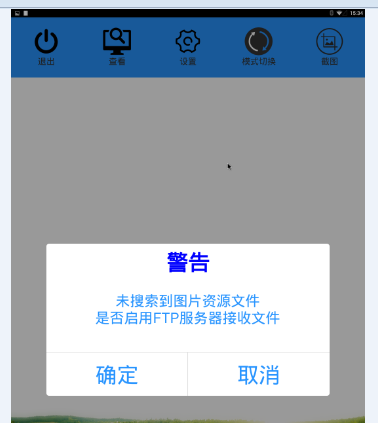 16:34
退出 查看 设置 模式切换 截图
警告
未搜索到图片资源文件
是否启用FTP服务器接收文件
确定 取消